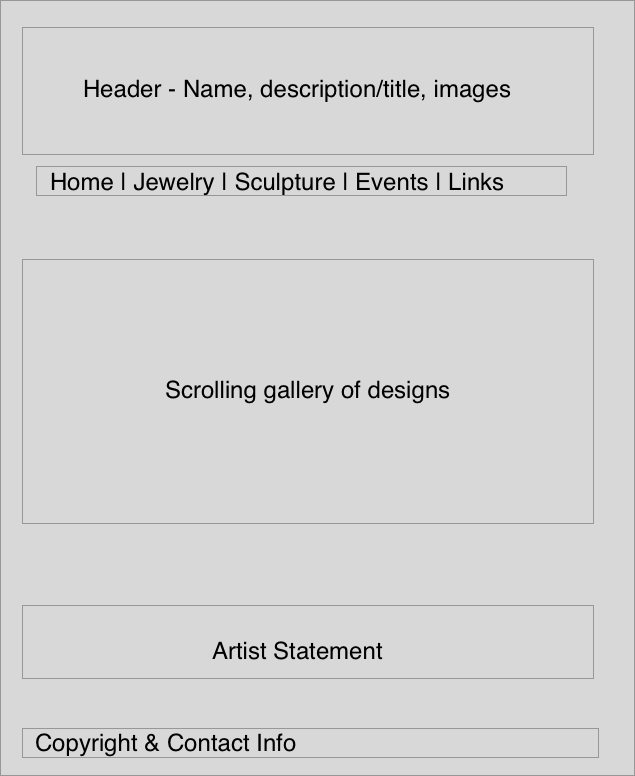 Header - Name, description/title, images
Home | Jewelry | Sculpture | Events | Links
Scrolling gallery of designs
Artist Statement
Copyright & Contact Info